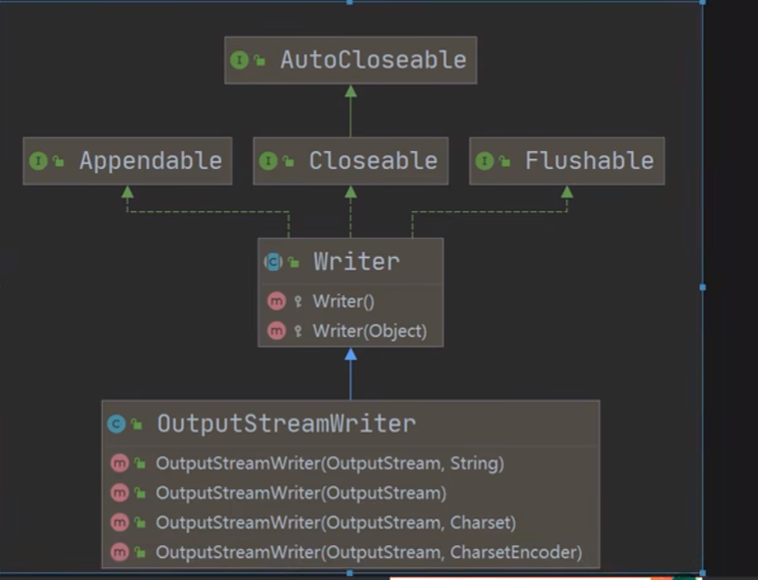 AutoCloseable
Appendable
Closeable
Flushable
Writer
Writer()
Writer(Object)
OutputStreamWriter
OutputStreamWriter(OutputStream, String)
OutputStreamWriter(OutputStream)
OutputStreamWriter(OutputStream, Charset)
OutputStreamWriter(OutputStream, CharsetEncoder)